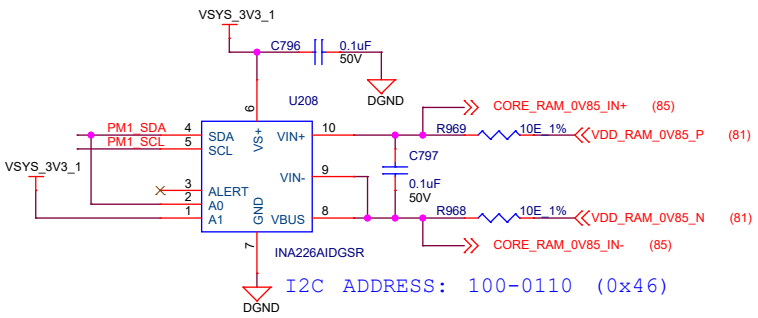 VSYS_3V3_1
C796
0.1uF
50V
DGND
6
U208
CORE_RAM_0V85_IN+ (85)
PM1_SDA 4 SDA VS+ VIN+ 10 R969 10E_1% VDD_RAM_0V85_P (81)
PM1_SCL 5 SCL
C797
VSYS_3V3_1
VIN- 9
0.1uF
50V
3 ALERT
2 A0
1 A1 GND VBUS 8 R968 10E_1% VDD_RAM_0V85_N (81)
7
INA226AIDGSR
CORE_RAM_0V85_IN- (85)
I2C ADDRESS: 100-0110 (0x46)
DGND